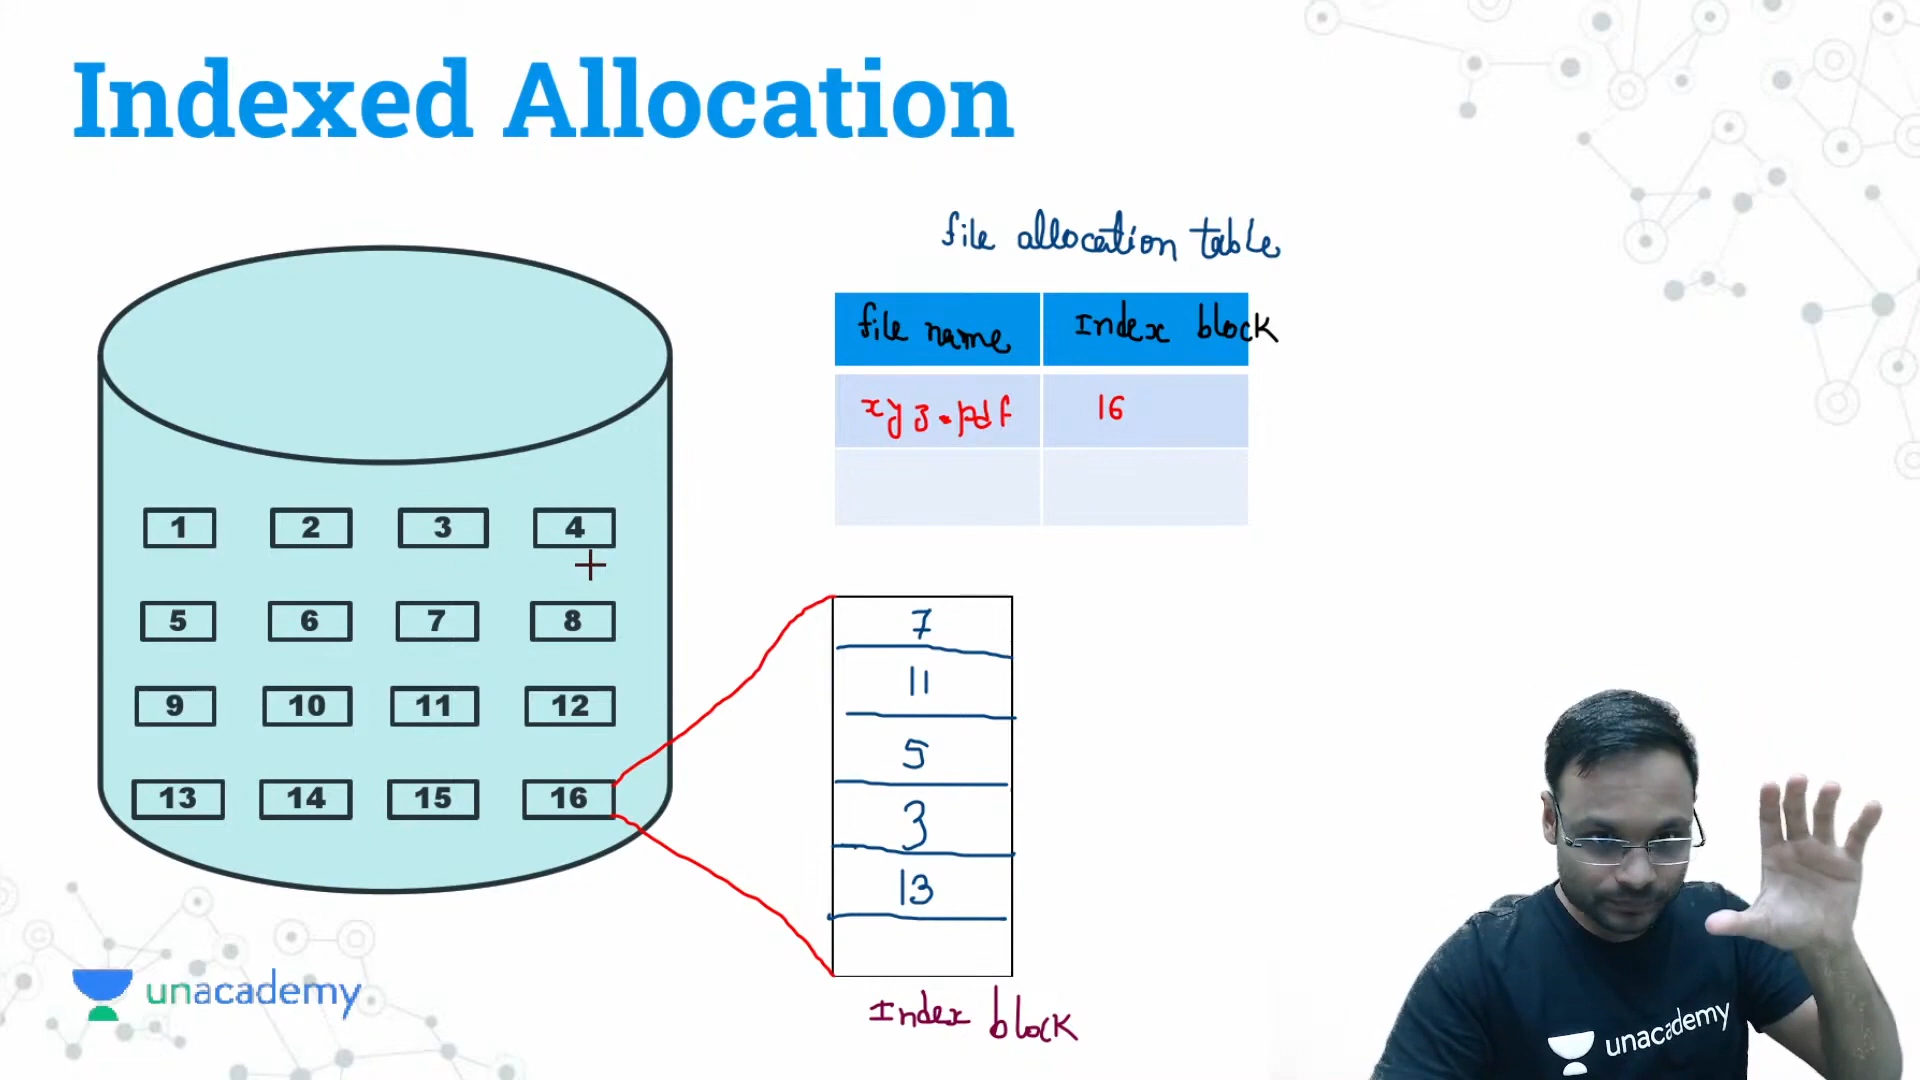 Indexed Allocation
file allocation table
file name Index block
xyz.pdf 16
1 2 3 4
5 6 7 8
9 10 11 12
13 14 15 16
7
11
5
3
13
Index block
unacademy
unacademy